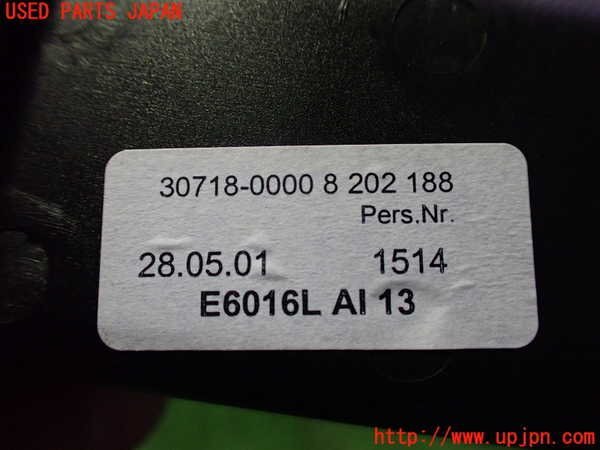 USED PARTS JAPAN
30718-0000 8 202 188
Pers.Nr.
28.05.01 1514
E6016L AI 13
http://www.upjpn.com/